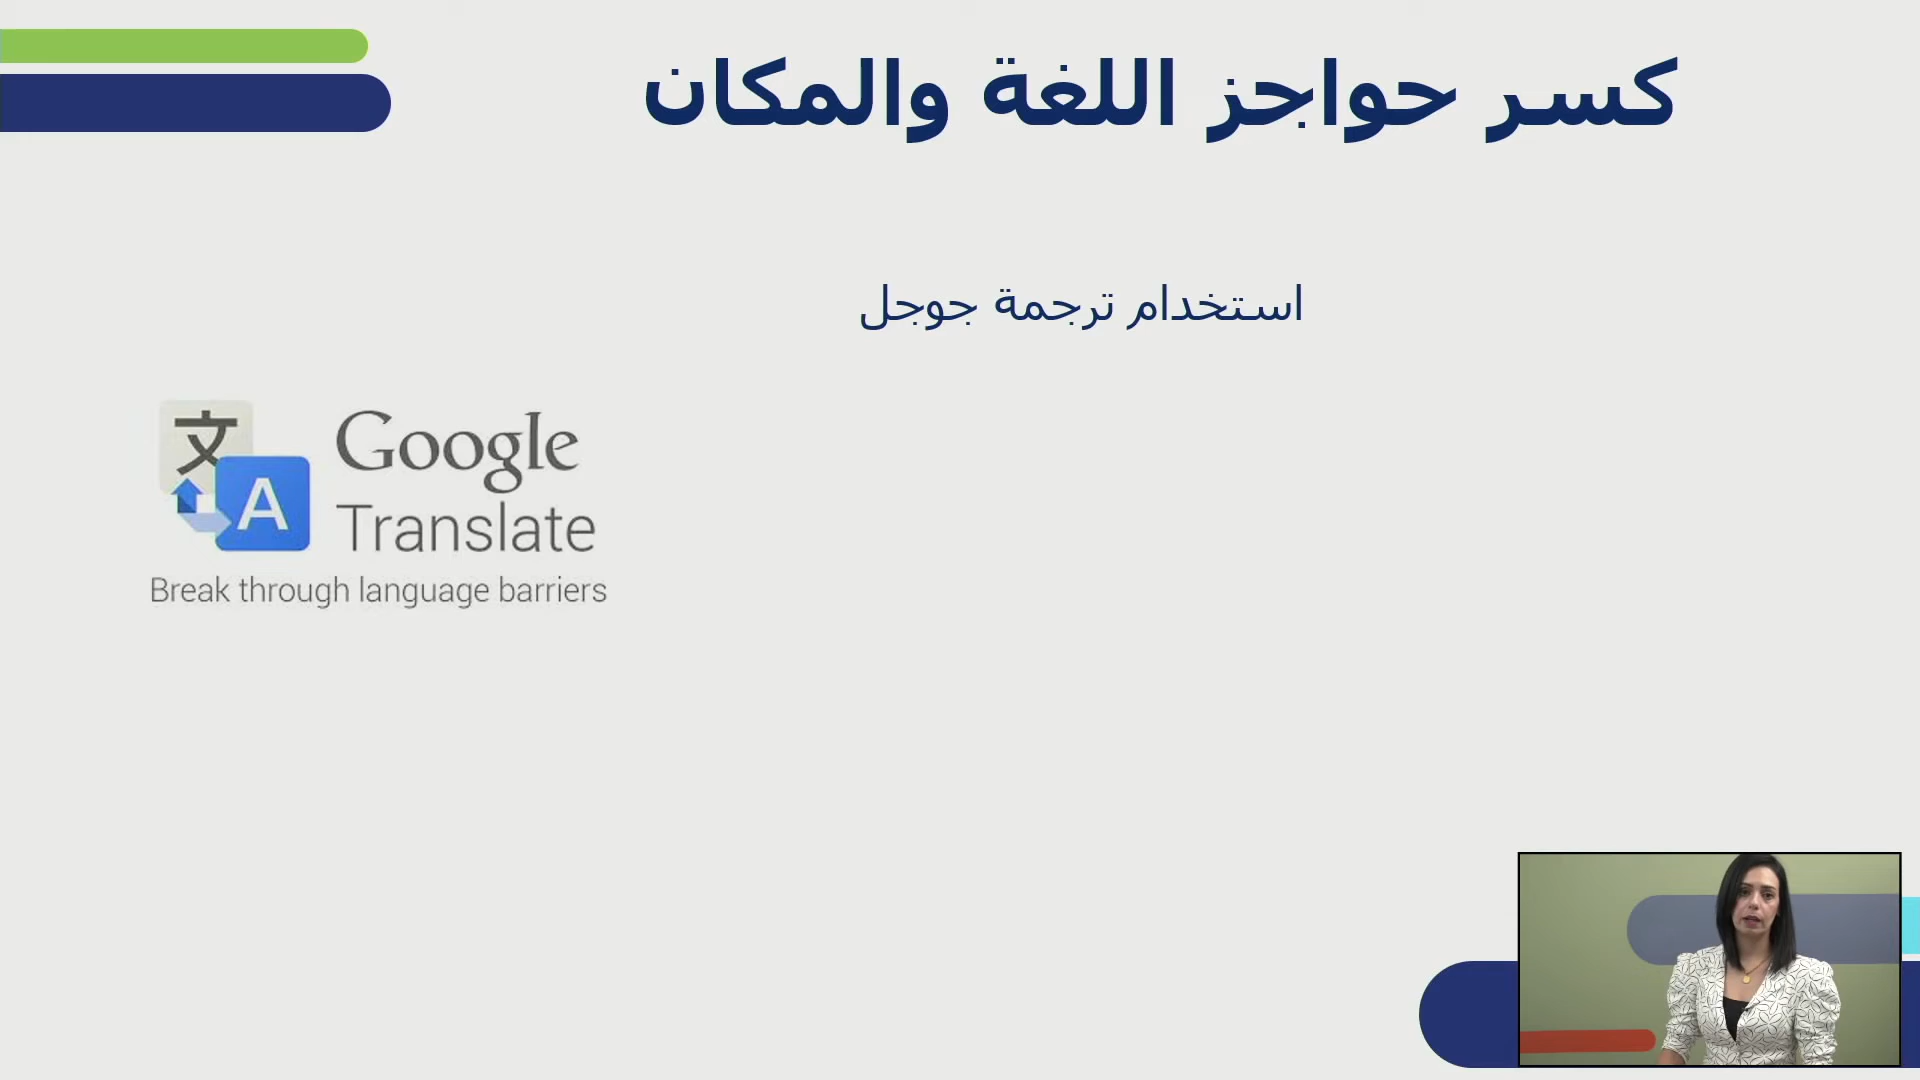 كسر حواجز اللغة والمكان
استخدام ترجمة جوجل
文
A
Google
Translate
Break through language barriers